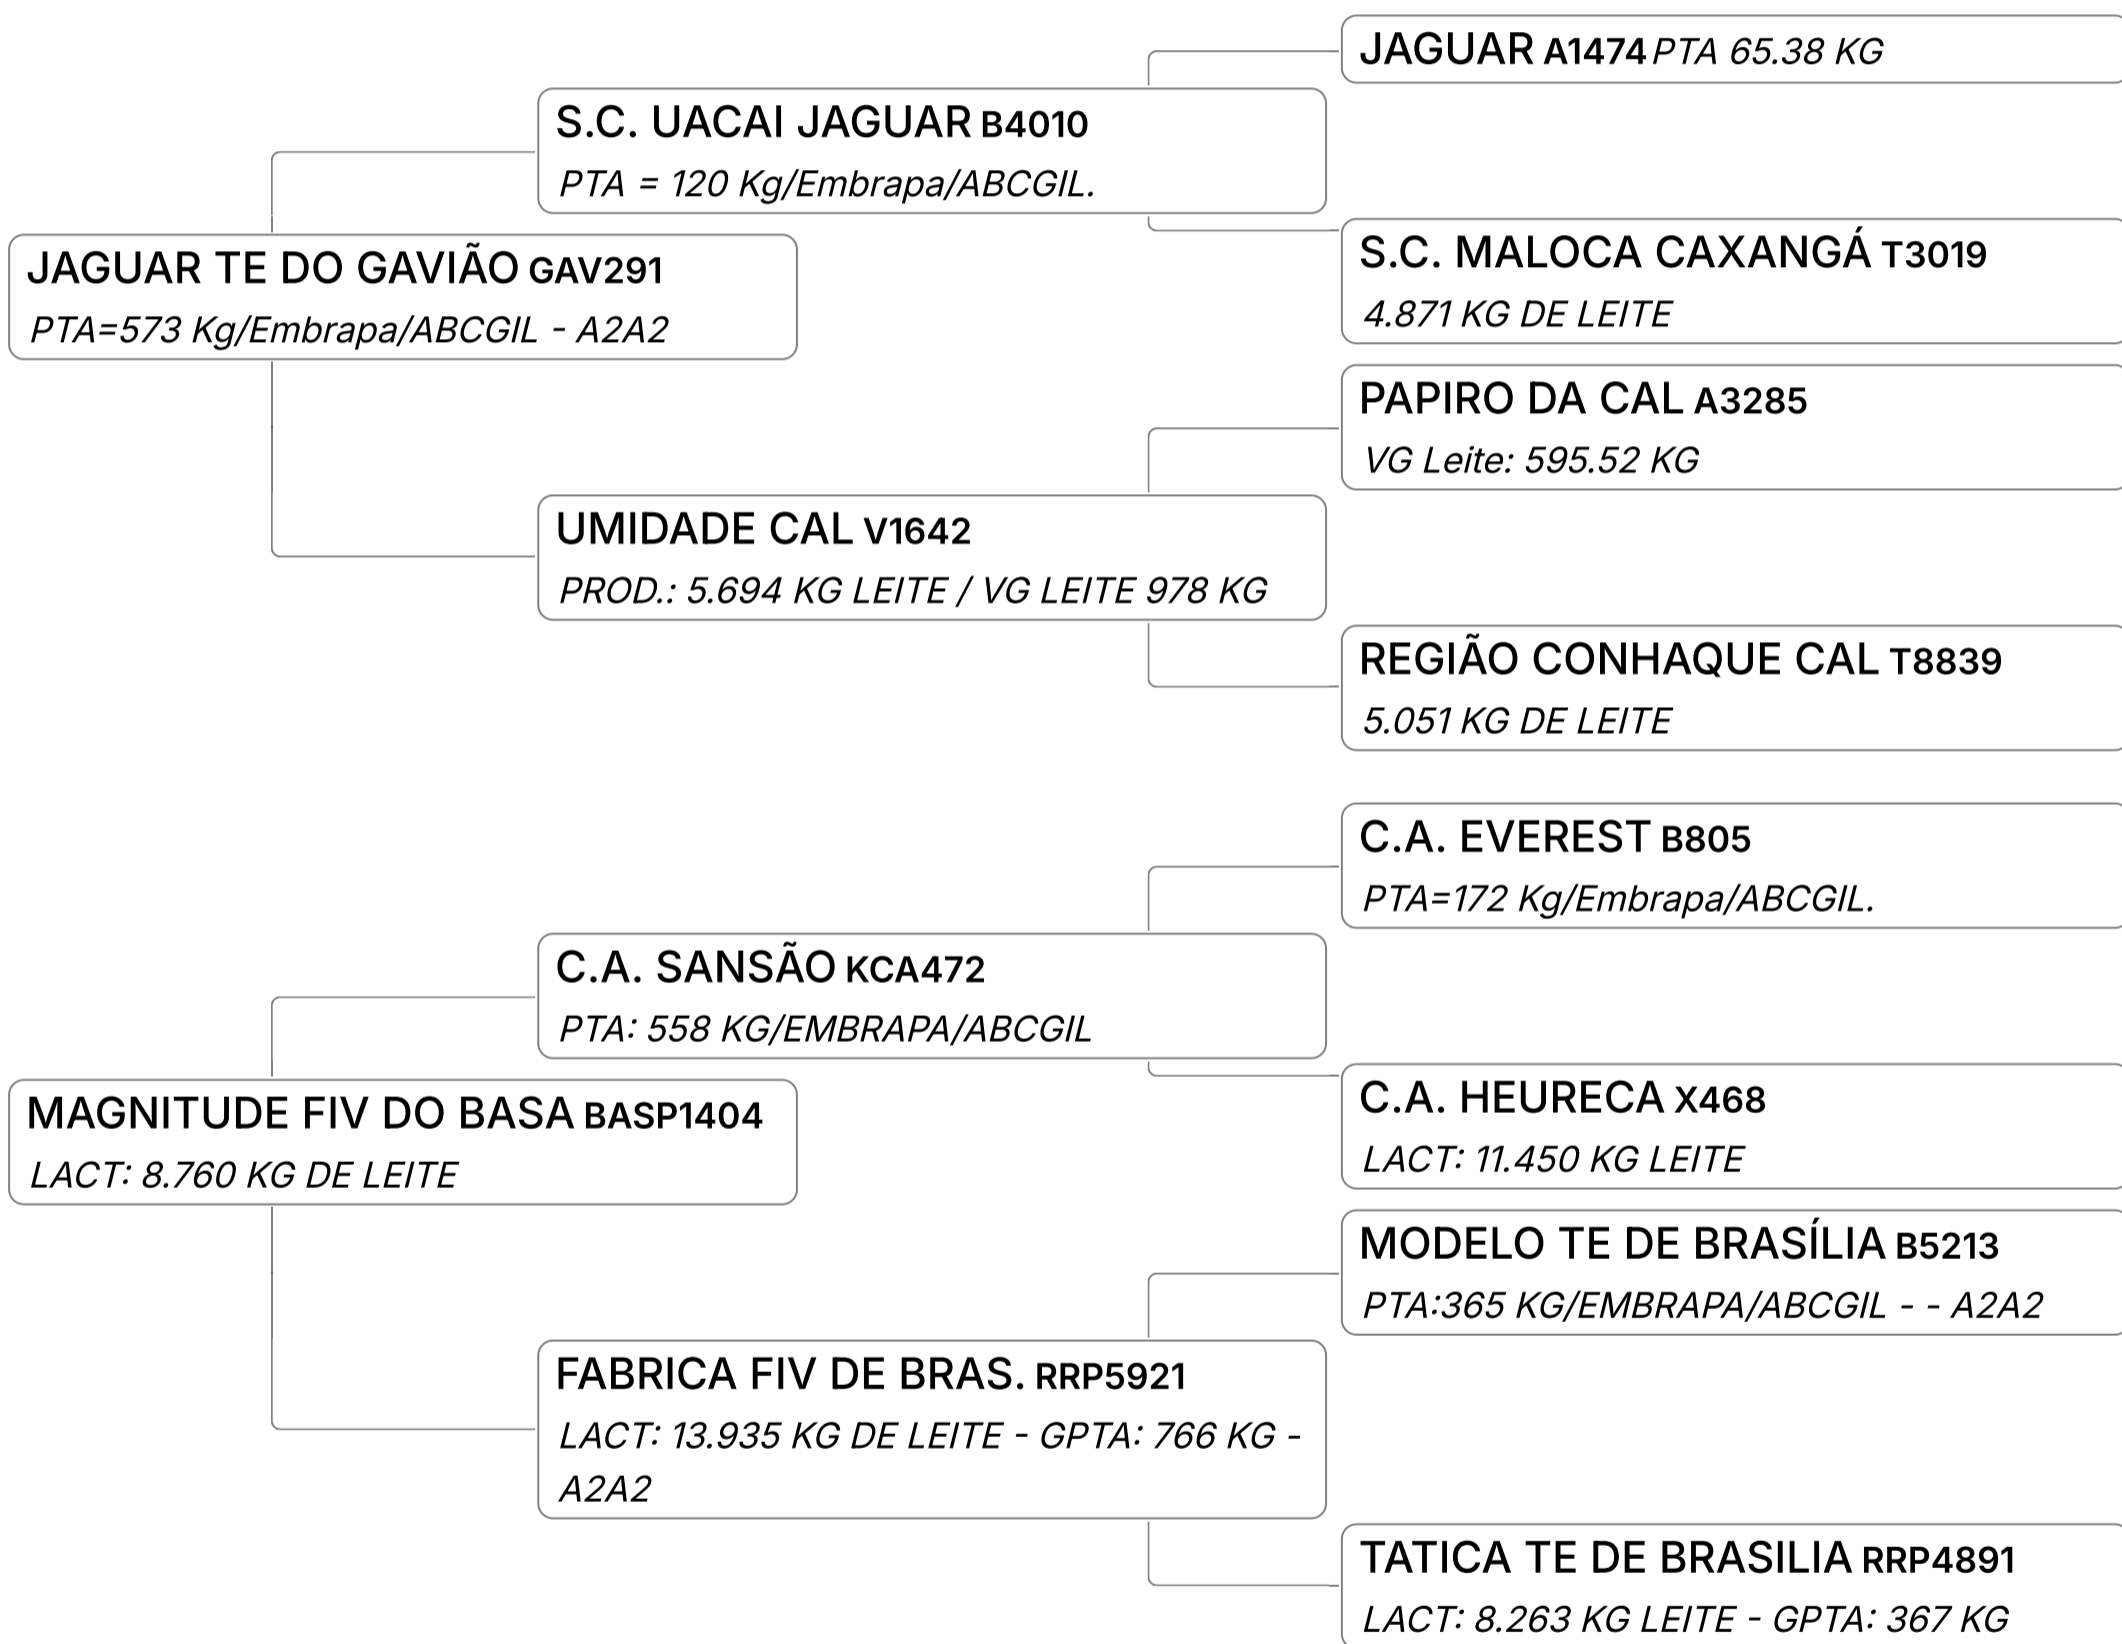 JAGUAR A1474 PTA 65.38 KG
S.C. UACAI JAGUAR B4010
PTA = 120 Kg/Embrapa/ABCGIL.
S.C. MALOCA CAXANGÁ T3019
4.871 KG DE LEITE
JAGUAR TE DO GAVIÃO GAV291
PTA=573 Kg/Embrapa/ABCGIL - A2A2
PAPIRO DA CAL A3285
VG Leite: 595.52 KG
UMIDADE CAL V1642
PROD.: 5.694 KG LEITE / VG LEITE 978 KG
REGIÃO CONHAQUE CAL T8839
5.051 KG DE LEITE
C.A. EVEREST B805
PTA=172 Kg/Embrapa/ABCGIL.
C.A. SANSÃO KCA472
PTA: 558 KG/EMBRAPA/ABCGIL
C.A. HEURECA X468
LACT: 11.450 KG LEITE
MAGNITUDE FIV DO BASA BASP1404
LACT: 8.760 KG DE LEITE
MODELO TE DE BRASÍLIA B5213
PTA:365 KG/EMBRAPA/ABCGIL - - A2A2
FABRICA FIV DE BRAS. RRP5921
LACT: 13.935 KG DE LEITE - GPTA: 766 KG -
A2A2
TATICA TE DE BRASILIA RRP4891
LACT: 8.263 KG LEITE - GPTA: 367 KG